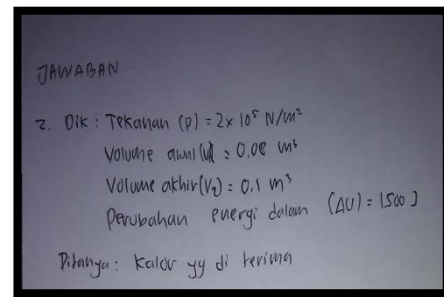 JAWABAN
2. Dik : Tekanan (P) = 2 x 10⁵ N/m²
Volume awal (V₁) : 0,08 m³
Volume akhir (V₂) : 0,1 m³
Perubahan energi dalam (ΔU) = 1500 J
Ditanya : Kalor yg di terima